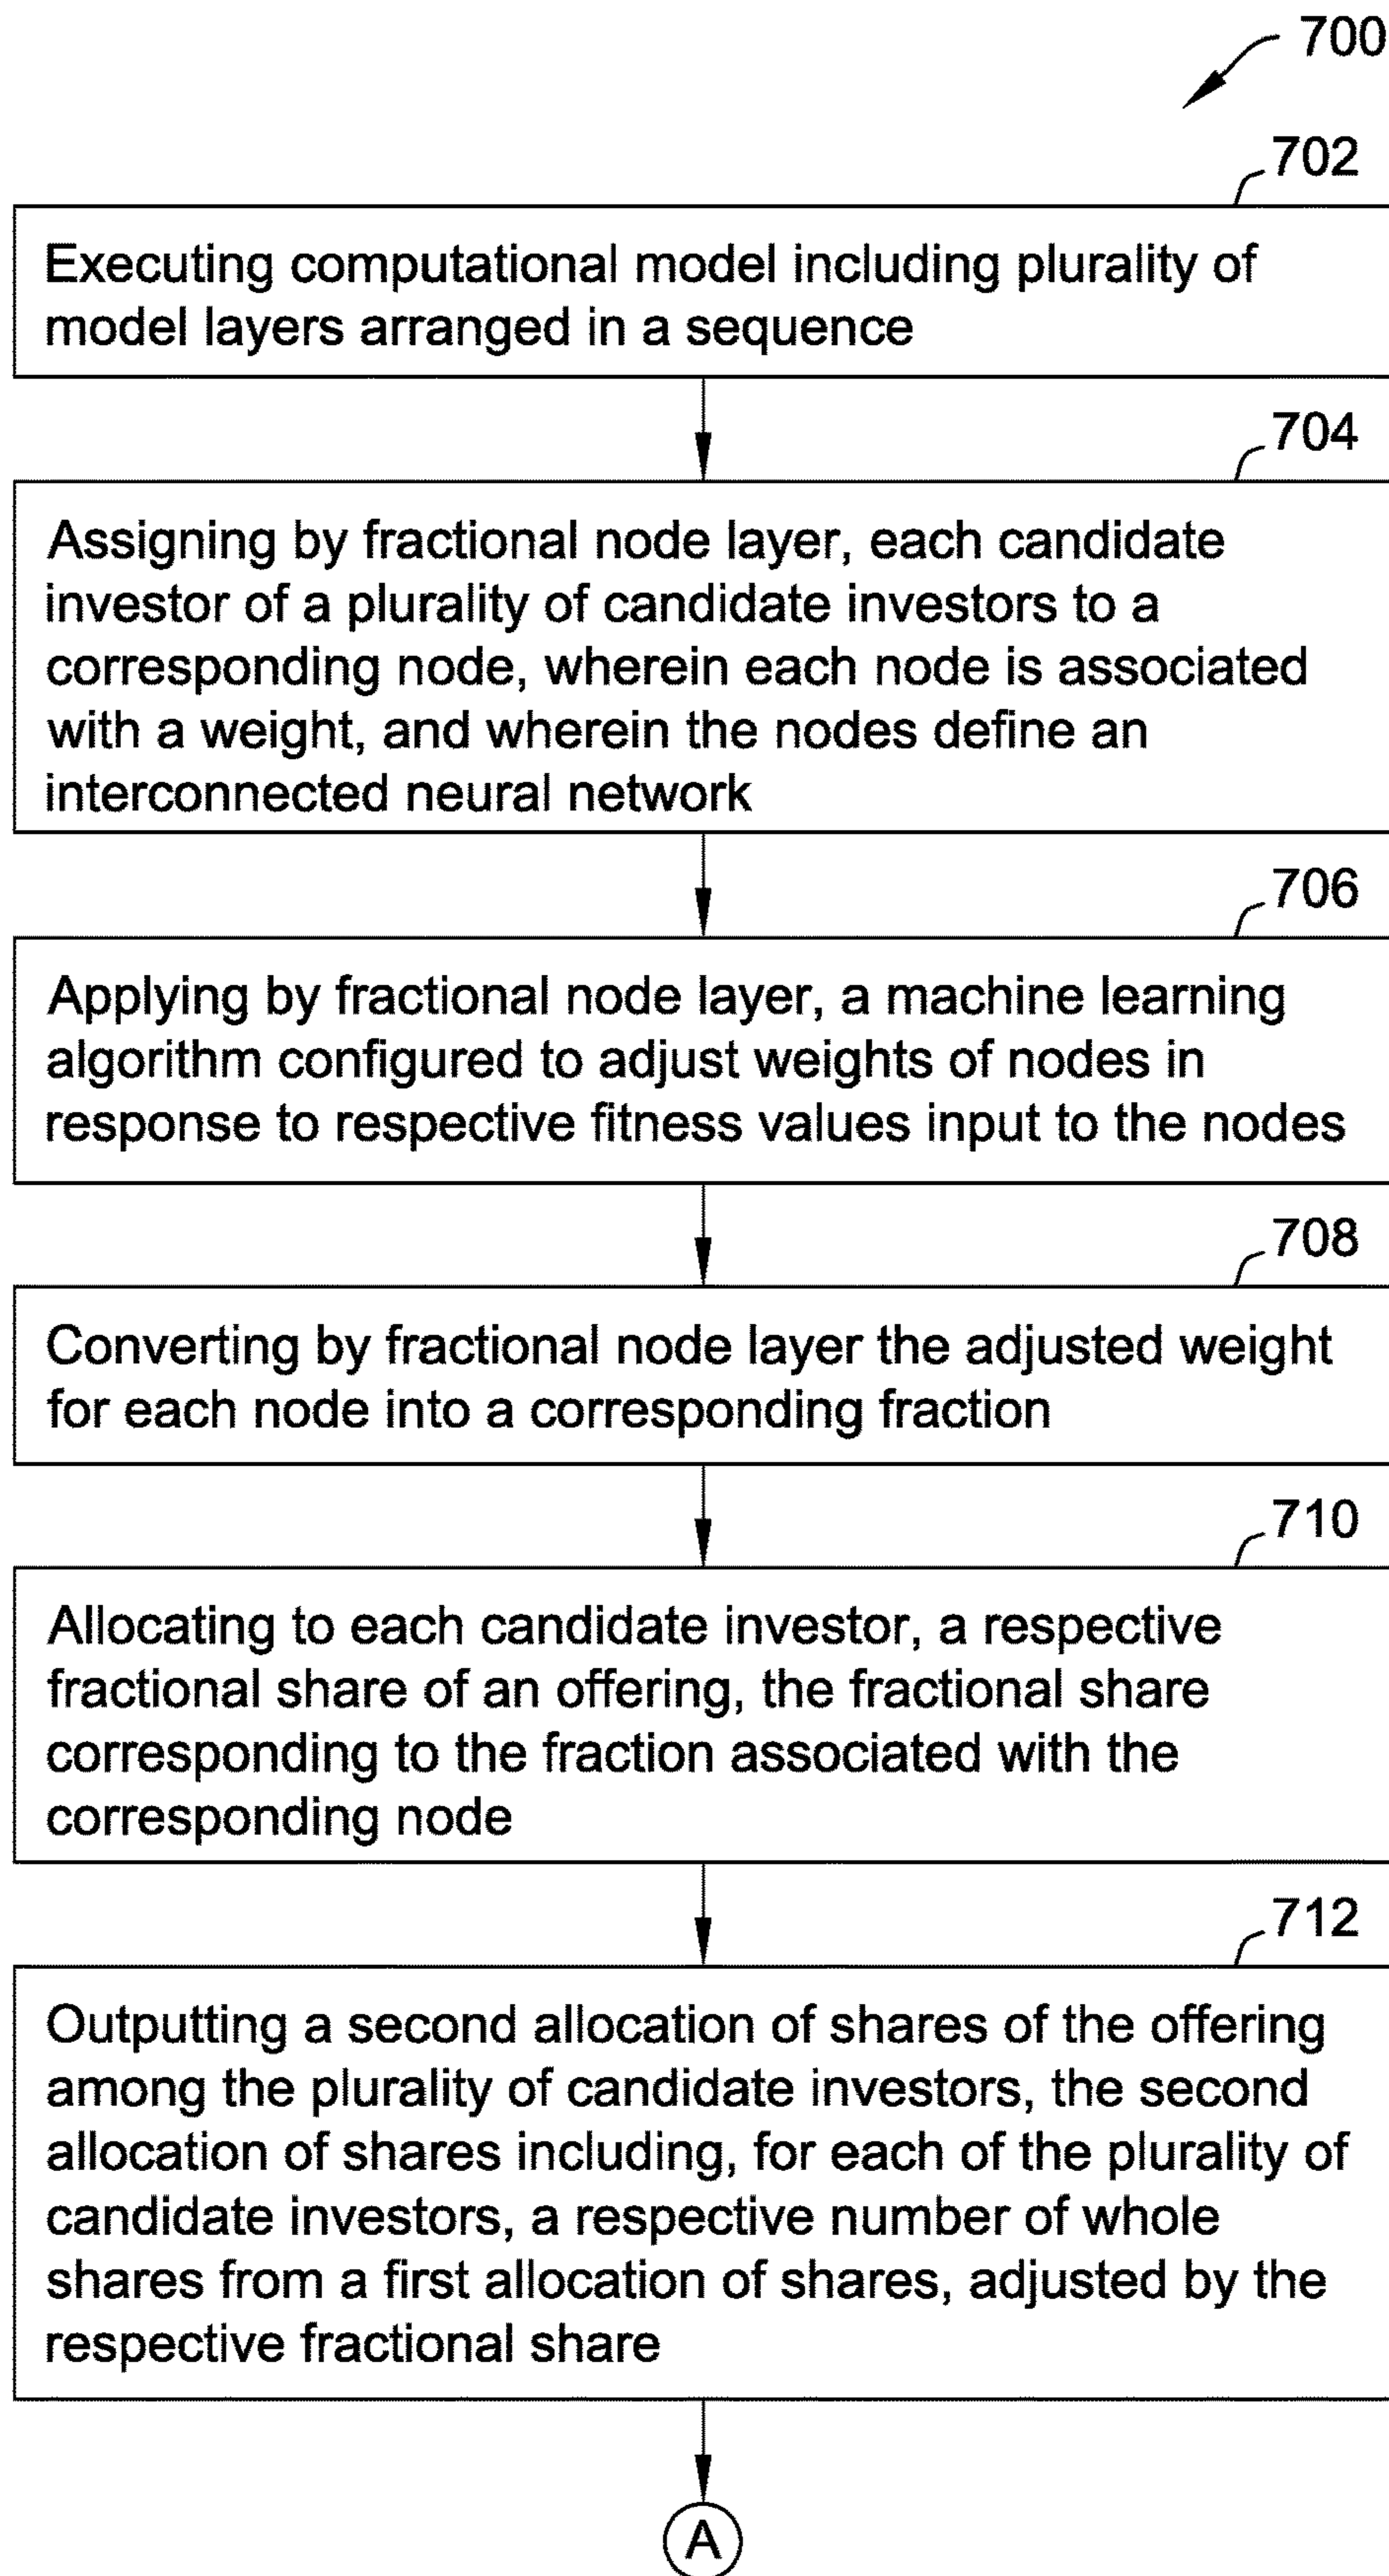 700
702
Executing computational model including plurality of
model layers arranged in a sequence
704
Assigning by fractional node layer, each candidate
investor of a plurality of candidate investors to a
corresponding node, wherein each node is associated
with a weight, and wherein the nodes define an
interconnected neural network
706
Applying by fractional node layer, a machine learning
algorithm configured to adjust weights of nodes in
response to respective fitness values input to the nodes
708
Converting by fractional node layer the adjusted weight
for each node into a corresponding fraction
710
Allocating to each candidate investor, a respective
fractional share of an offering, the fractional share
corresponding to the fraction associated with the
corresponding node
712
Outputting a second allocation of shares of the offering
among the plurality of candidate investors, the second
allocation of shares including, for each of the plurality of
candidate investors, a respective number of whole
shares from a first allocation of shares, adjusted by the
respective fractional share
A